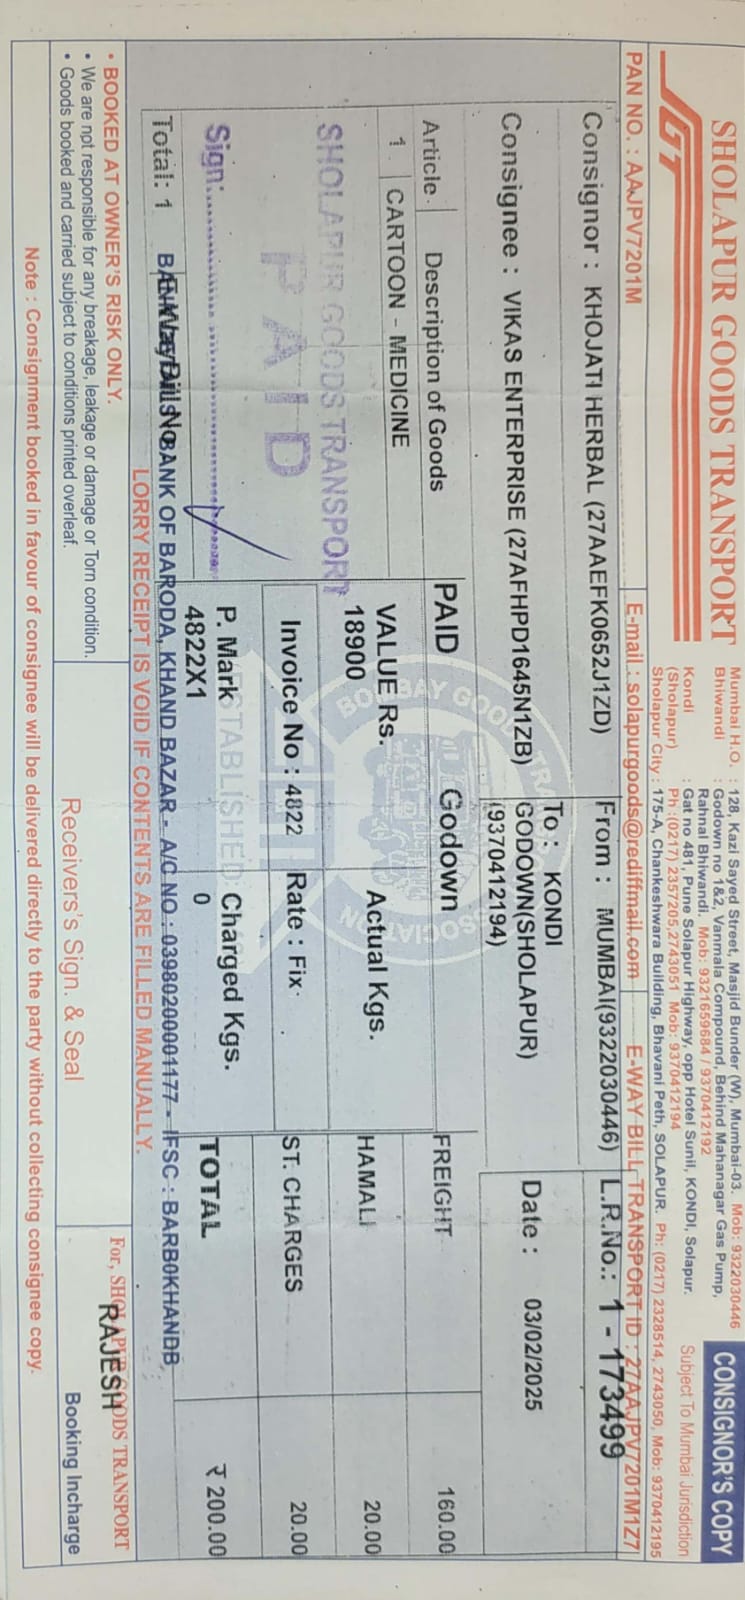 SHOLAPUR GOODS TRANSPORT
SGT
Mumbai H.O. : 128, Kazi Sayed Street, Masjid Bunder (W), Mumbai-03. Mob: 9322030446
Bhiwandi : Godown no 1&2, Vanmala Compound, Behind Mahanagar Gas Pump,
Rahnal Bhiwandi. Mob: 9321659684 / 9370412192
Kondi : Gat no 481, Pune Solapur Highway, opp Hotel Sunil, KONDI, Solapur.
(Sholapur) Ph :(0217) 2357205,2743051 Mob: 9370412194
Sholapur City : 175-A, Chankeshwara Building, Bhavani Peth, SOLAPUR. Ph: (0217) 2328514, 2743050, Mob: 9370412195
CONSIGNOR'S COPY
Subject To Mumbai Jurisdiction
PAN NO. : AAJPV7201M E-mail : solapurgoods@rediffmail.com E-WAY BILL TRANSPORT ID : 27AAJPV7201M1Z7
Consignor : KHOJATI HERBAL (27AAEFK0652J1ZD) From : MUMBAI(9322030446) L.R.No.: 1 - 173499
Consignee : VIKAS ENTERPRISE (27AFHPD1645N1ZB) To : KONDI
GODOWN(SHOLAPUR)
(9370412194)
Date : 03/02/2025
Article Description of Goods PAID Godown FREIGHT 160.00
1 CARTOON - MEDICINE VALUE Rs. Actual Kgs. HAMALI 20.00
18900
SHOLAPUR GOODS TRANSPORT
PAID
Sign:
BOMBAY GOODS TRANSPORT ASSOCIATION
ESTABLISHED
Invoice No : 4822 Rate : Fix ST. CHARGES 20.00
P. Mark Charged Kgs. TOTAL ₹ 200.00
4822X1 0
Total: 1 E-WayBill No
BANK OF BARODA, KHAND BAZAR - A/C NO : 03980200001177 - IFSC : BARB0KHANDB
LORRY RECEIPT IS VOID IF CONTENTS ARE FILLED MANUALLY.
• BOOKED AT OWNER'S RISK ONLY.
• We are not responsible for any breakage, leakage or damage or Torn condition.
• Goods booked and carried subject to conditions printed overleaf.
Receivers's Sign. & Seal
For, SHOLAPUR GOODS TRANSPORT
RAJESH
Booking Incharge
Note : Consignment booked in favour of consignee will be delivered directly to the party without collecting consignee copy.